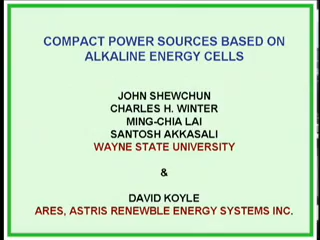 COMPACT POWER SOURCES BASED ON
ALKALINE ENERGY CELLS
JOHN SHEWCHUN
CHARLES H. WINTER
MING-CHIA LAI
SANTOSH AKKASALI
WAYNE STATE UNIVERSITY
&
DAVID KOYLE
ARES, ASTRIS RENEWBLE ENERGY SYSTEMS INC.